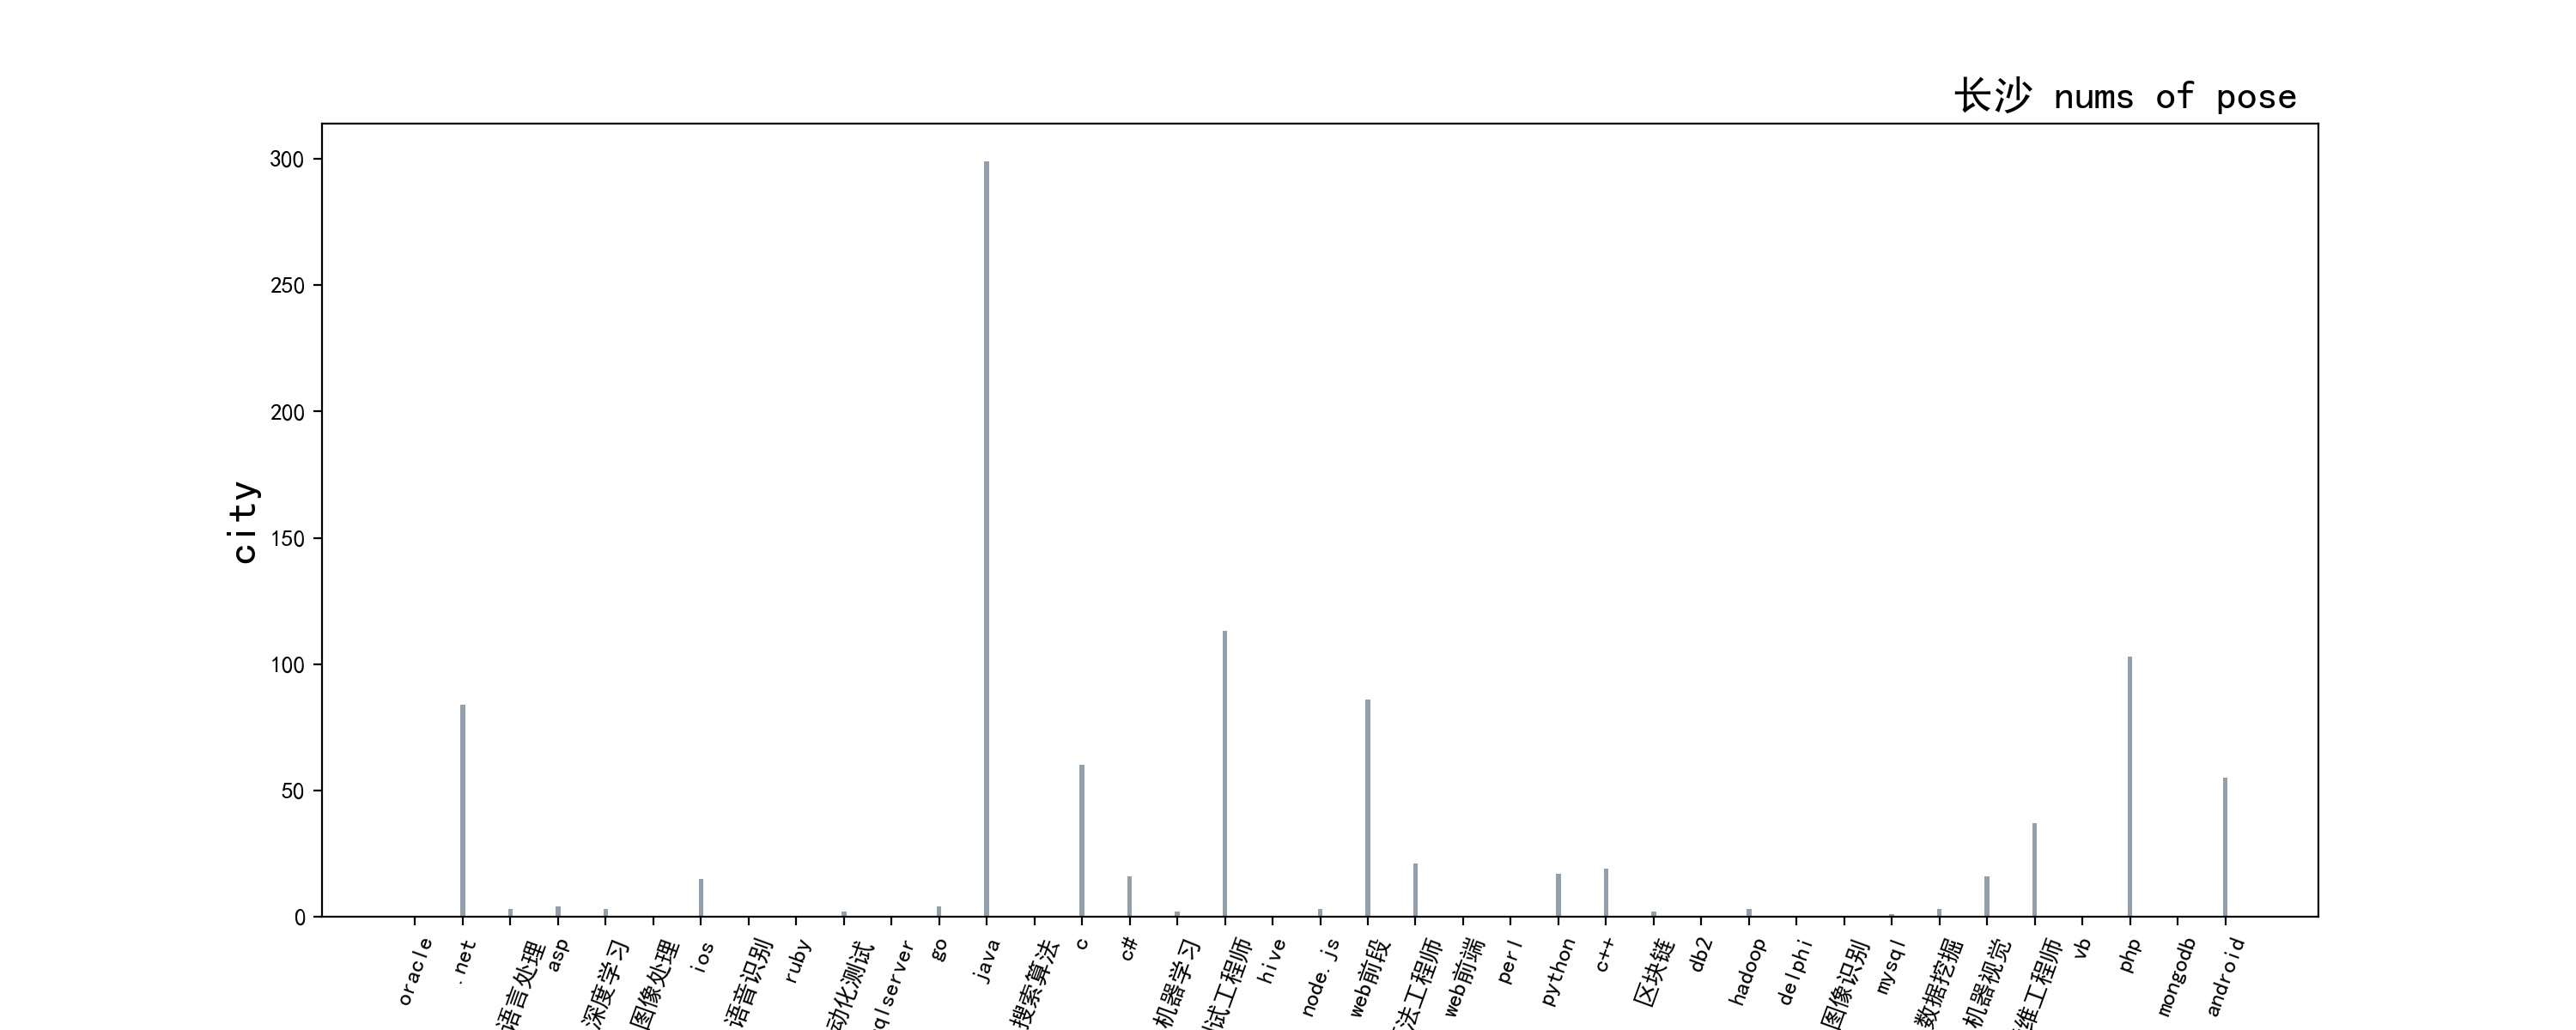 长沙 nums of pose
300
250
200
150
100
50
0
city
oracle
.net
语言处理
asp
深度学习
图像处理
ios
语音识别
ruby
动化测试
qlserver
go
java
搜索算法
c
c#
机器学习
试工程师
hive
node.js
web前段
法工程师
web前端
perl
python
c++
区块链
db2
hadoop
delphi
图像识别
mysql
数据挖掘
机器视觉
维工程师
vb
php
mongodb
android